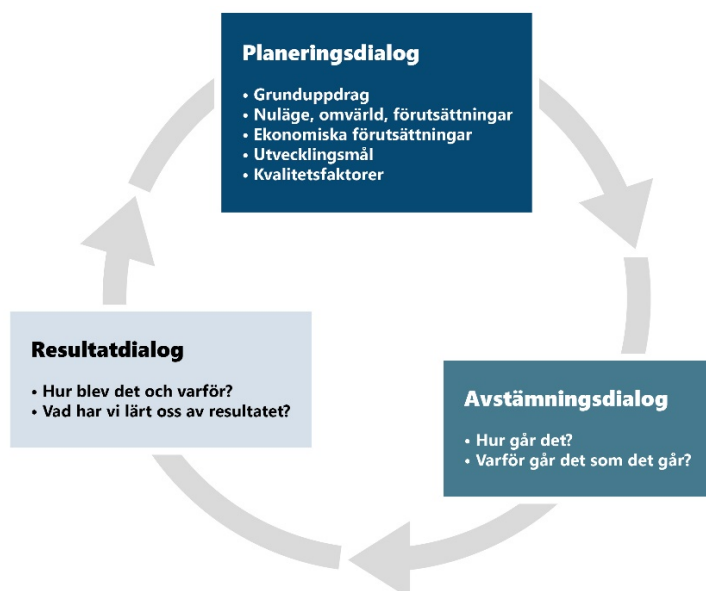 Planeringsdialog
• Grunduppdrag
• Nuläge, omvärld, förutsättningar
• Ekonomiska förutsättningar
• Utvecklingsmål
• Kvalitetsfaktorer
Resultatdialog
• Hur blev det och varför?
• Vad har vi lärt oss av resultatet?
Avstämningsdialog
• Hur går det?
• Varför går det som det går?